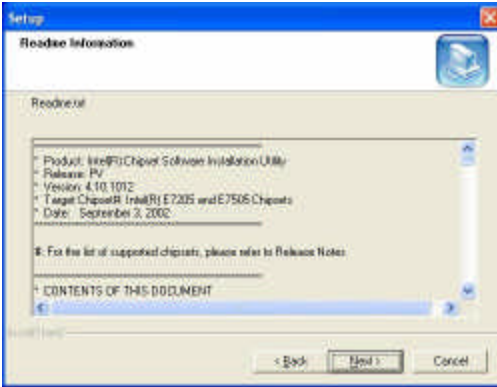 Setup
Readme Information
Readme.txt
* Product: Intel(R) Chipset Software Installation Utility
* Release: PV
* Version: 4.10.1012
* Target Chipset#: Intel(R) E7205 and E7505 Chipsets
* Date: September 3, 2002
#: For the list of supported chipsets, please refer to Release Notes
* CONTENTS OF THIS DOCUMENT
InstallShield
< Back
Next >
Cancel